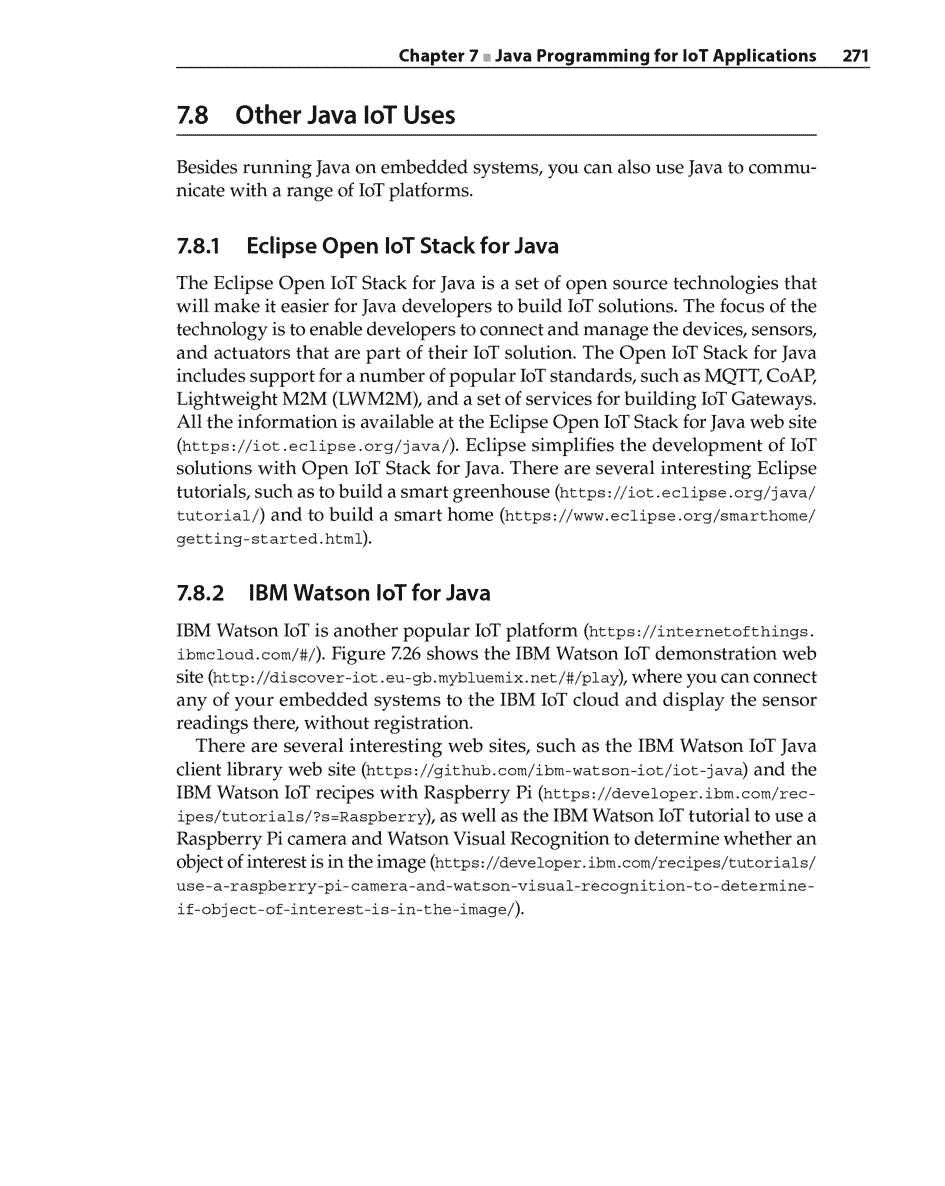 Chapter 7 ■ Java Programming for IoT Applications 271
7.8 Other Java IoT Uses
Besides running Java on embedded systems, you can also use Java to commu-
nicate with a range of IoT platforms.
7.8.1 Eclipse Open IoT Stack for Java
The Eclipse Open IoT Stack for Java is a set of open source technologies that
will make it easier for Java developers to build IoT solutions. The focus of the
technology is to enable developers to connect and manage the devices, sensors,
and actuators that are part of their IoT solution. The Open IoT Stack for Java
includes support for a number of popular IoT standards, such as MQTT, CoAP,
Lightweight M2M (LWM2M), and a set of services for building IoT Gateways.
All the information is available at the Eclipse Open IoT Stack for Java web site
(https://iot.eclipse.org/java/). Eclipse simplifies the development of IoT
solutions with Open IoT Stack for Java. There are several interesting Eclipse
tutorials, such as to build a smart greenhouse (https://iot.eclipse.org/java/
tutorial/) and to build a smart home (https://www.eclipse.org/smarthome/
getting-started.html).
7.8.2 IBM Watson IoT for Java
IBM Watson IoT is another popular IoT platform (https://internetofthings.
ibmcloud.com/#/). Figure 7.26 shows the IBM Watson IoT demonstration web
site (http://discover-iot.eu-gb.mybluemix.net/#/play), where you can connect
any of your embedded systems to the IBM IoT cloud and display the sensor
readings there, without registration.
There are several interesting web sites, such as the IBM Watson IoT Java
client library web site (https://github.com/ibm-watson-iot/iot-java) and the
IBM Watson IoT recipes with Raspberry Pi (https://developer.ibm.com/rec-
ipes/tutorials/?s=Raspberry), as well as the IBM Watson IoT tutorial to use a
Raspberry Pi camera and Watson Visual Recognition to determine whether an
object of interest is in the image (https://developer.ibm.com/recipes/tutorials/
use-a-raspberry-pi-camera-and-watson-visual-recognition-to-determine-
if-object-of-interest-is-in-the-image/).